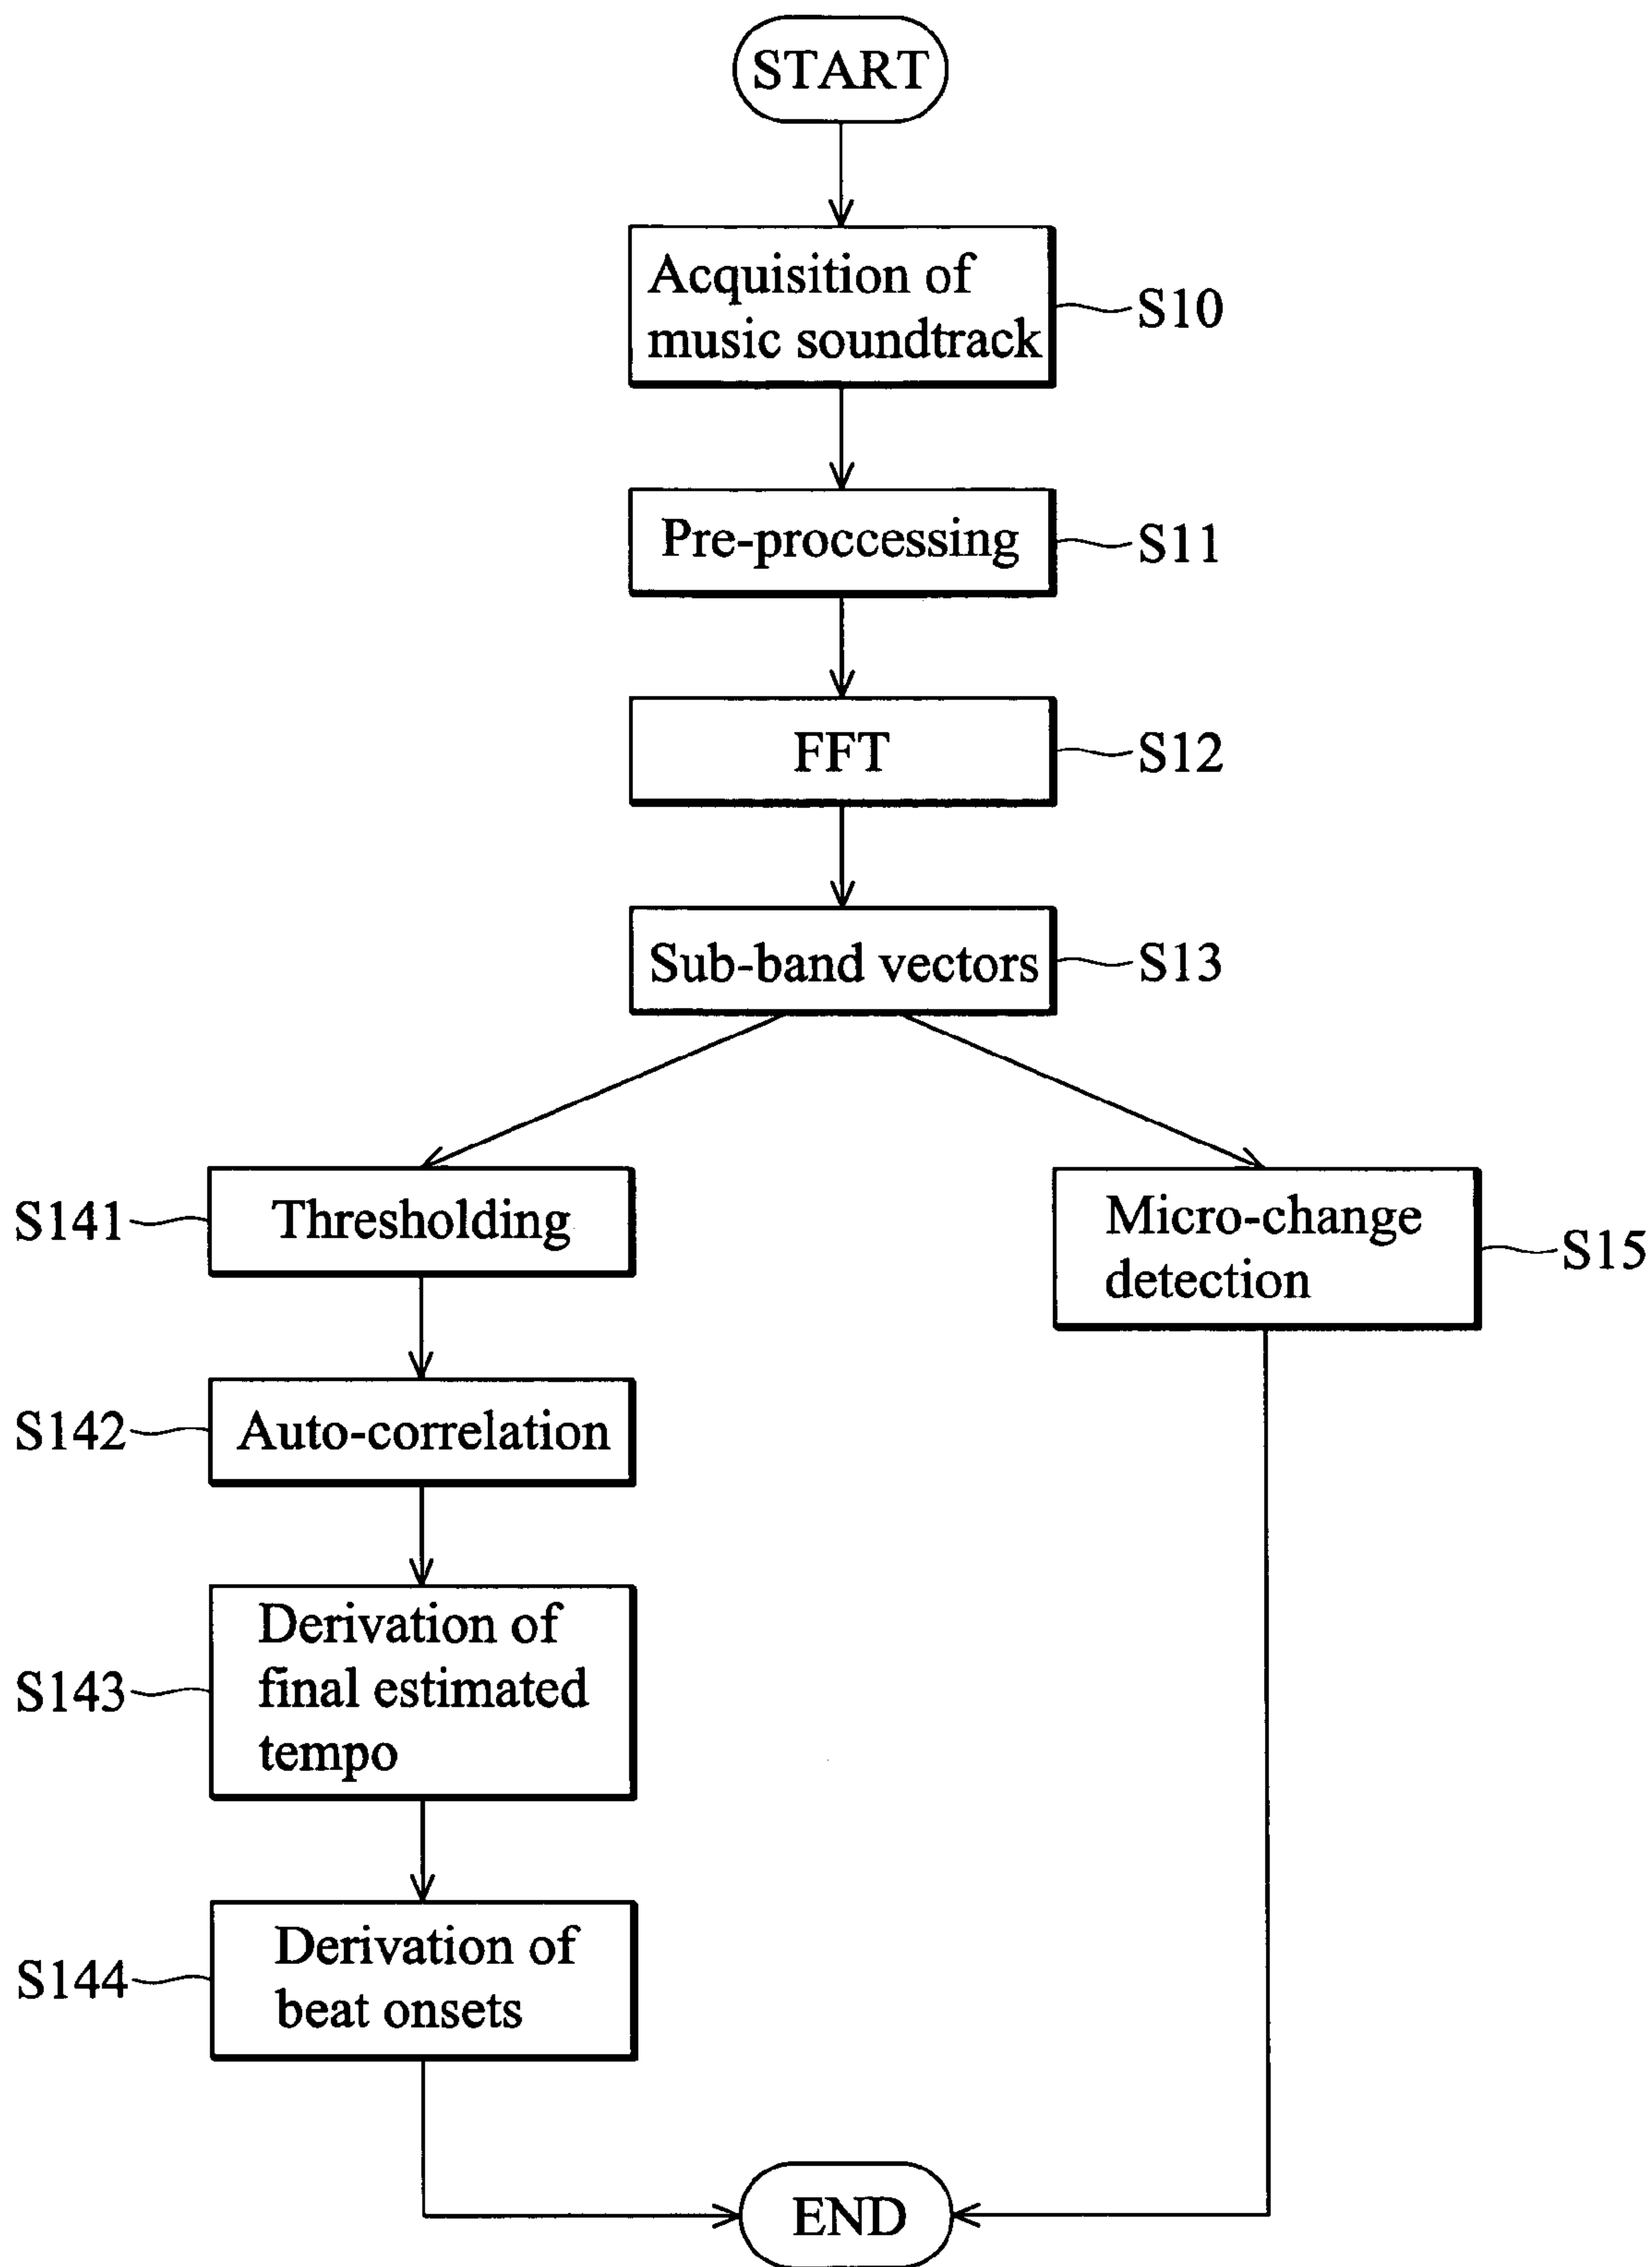 START
Acquisition of
music soundtrack
S10
Pre-proccessing
S11
FFT
S12
Sub-band vectors
S13
S141
Thresholding
Micro-change
detection
S15
S142
Auto-correlation
S143
Derivation of
final estimated
tempo
S144
Derivation of
beat onsets
END